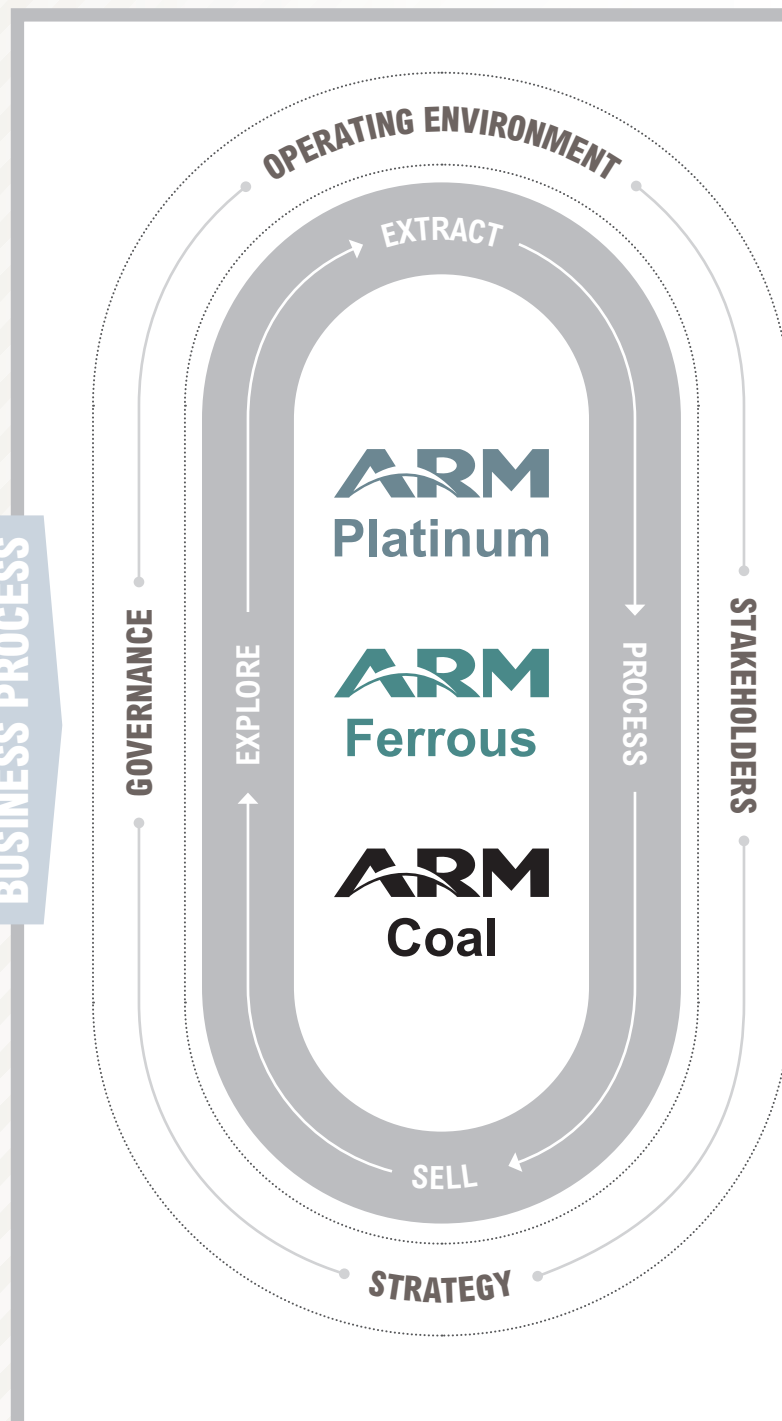 OPERATING ENVIRONMENT
EXTRACT
ARM
Platinum
BUSINESS PROCESS
GOVERNANCE
EXPLORE
PROCESS
STAKEHOLDERS
ARM
Ferrous
ARM
Coal
SELL
STRATEGY